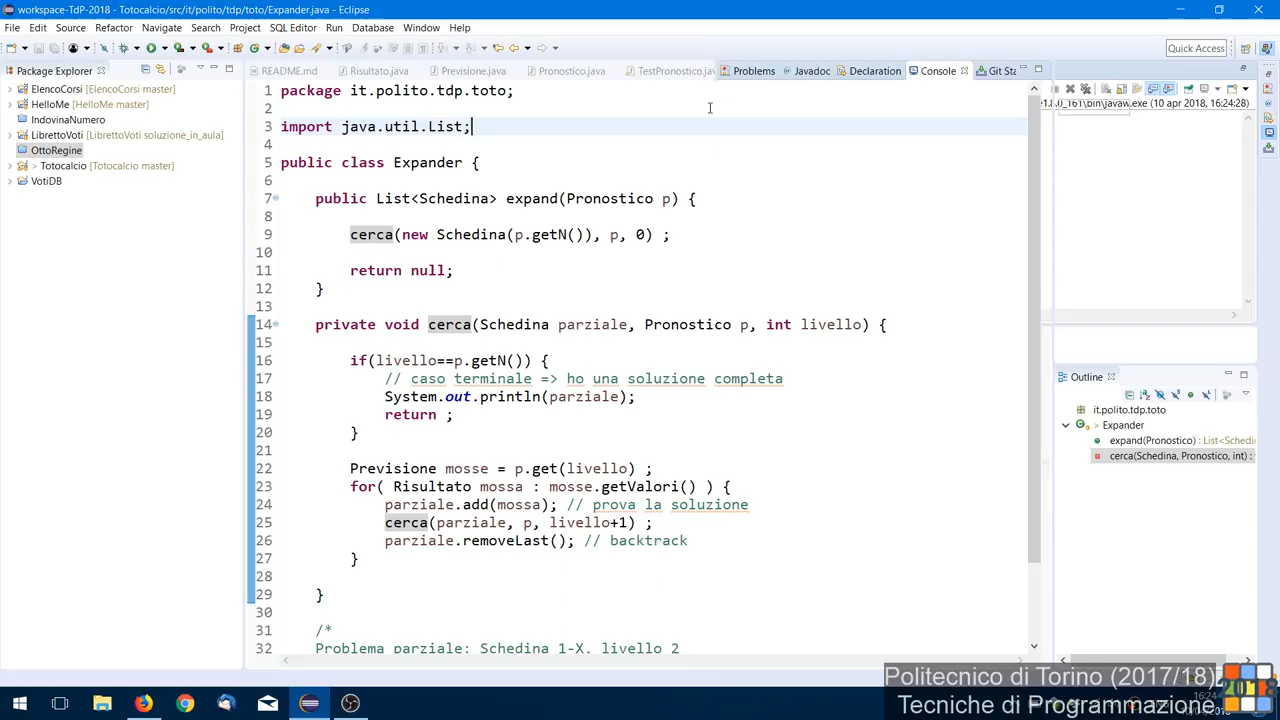 workspace-TdP-2018 - Totocalcio/src/it/polito/tdp/toto/Expander.java - Eclipse
File Edit Source Refactor Navigate Search Project SQL Editor Run Database Window Help
Quick Access
Package Explorer
README.md Risultato.java Previsione.java Pronostico.java TestPronostico.jav Problems Javadoc Declaration Console Git Sta
ElencoCorsi [ElencoCorsi master]
HelloMe [HelloMe master]
IndovinaNumero
LibrettoVoti [LibrettoVoti soluzione_in_aula]
OttoRegine
> Totocalcio [Totocalcio master]
VotiDB
1 package it.polito.tdp.toto;
2
3 import java.util.List;
4
5 public class Expander {
6
7 public List<Schedina> expand(Pronostico p) {
8
9 cerca(new Schedina(p.getN()), p, 0) ;
10
11 return null;
12 }
13
14 private void cerca(Schedina parziale, Pronostico p, int livello) {
15
16 if(livello==p.getN()) {
17 // caso terminale => ho una soluzione completa
18 System.out.println(parziale);
19 return ;
20 }
21
22 Previsione mosse = p.get(livello) ;
23 for( Risultato mossa : mosse.getValori() ) {
24 parziale.add(mossa); // prova la soluzione
25 cerca(parziale, p, livello+1) ;
26 parziale.removeLast(); // backtrack
27 }
28
29 }
30
31 /*
32 Problema parziale: Schedina 1-X, livello 2
e1.8.0_161\bin\javaw.exe (10 apr 2018, 16:24:28)
Outline
it.polito.tdp.toto
> Expander
expand(Pronostico) : List<Schedi
cerca(Schedina, Pronostico, int) :
Politecnico di Torino (2017/18)
Tecniche di Programmazione
2018
16:24